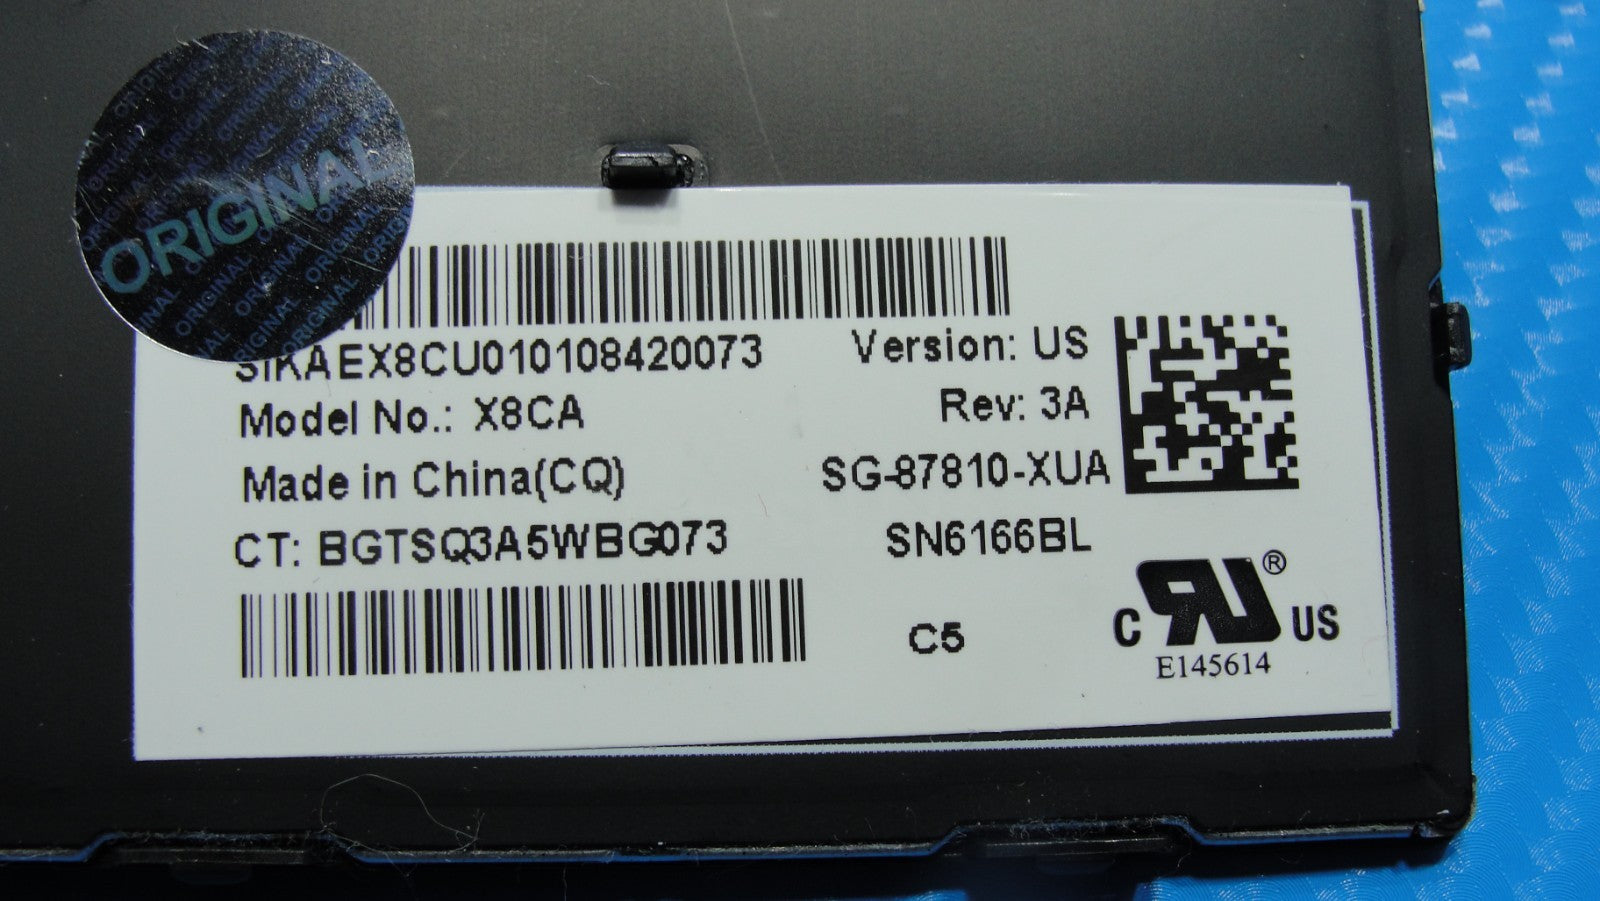 ORIGINAL
SIKAEX8CU010108420073
Version: US
Model No.: X8CA
Rev: 3A
Made in China(CQ)
SG-87810-XUA
CT: BGTSQ3A5WBG073
SN6166BL
C5
C RU ® US
E145614